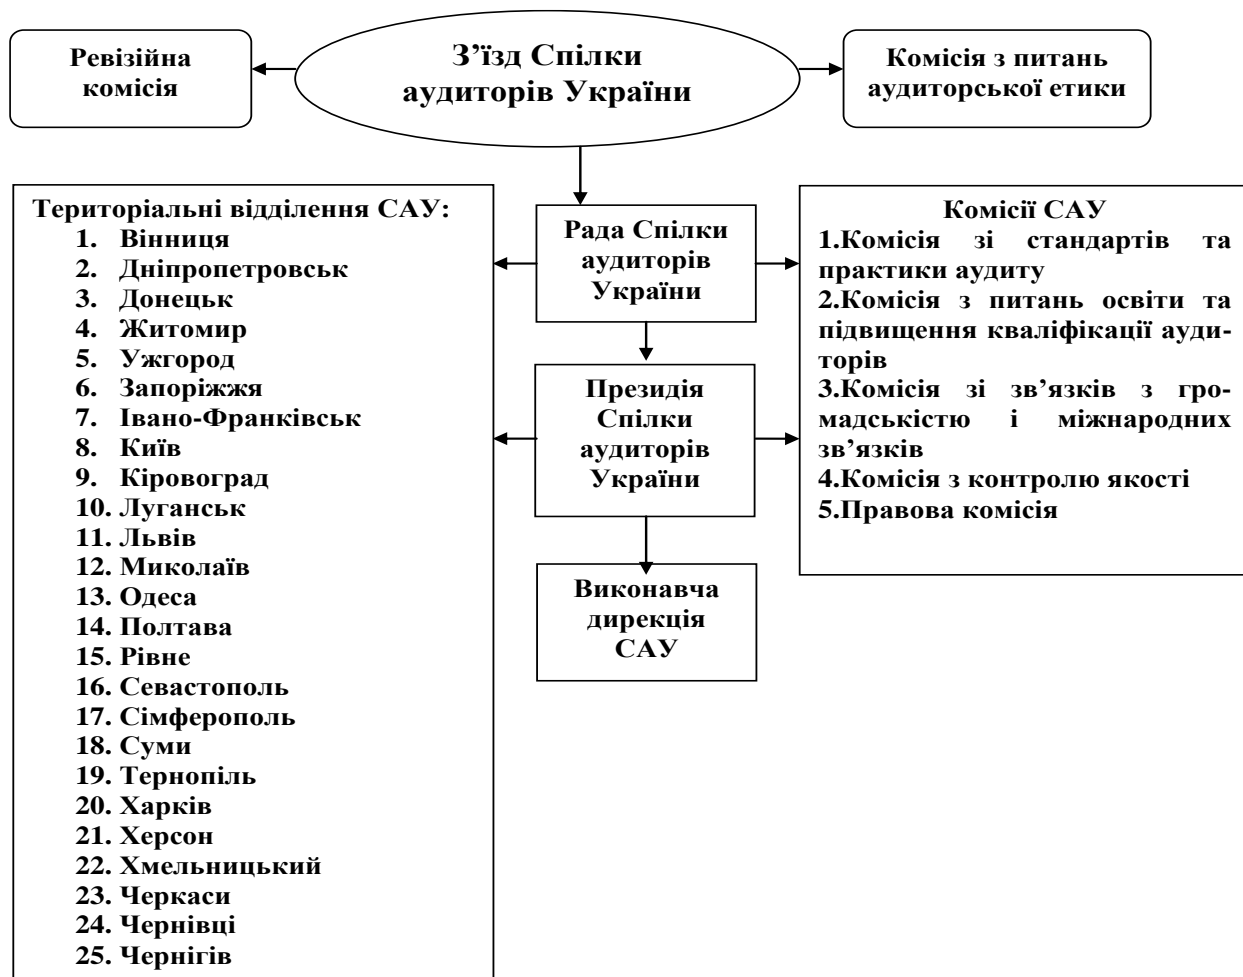 Ревізійна
комісія
З’їзд Спілки
аудиторів України
Комісія з питань
аудиторської етики
Територіальні відділення САУ:
1. Вінниця
2. Дніпропетровськ
3. Донецьк
4. Житомир
5. Ужгород
6. Запоріжжя
7. Івано-Франківськ
8. Київ
9. Кіровоград
10. Луганськ
11. Львів
12. Миколаїв
13. Одеса
14. Полтава
15. Рівне
16. Севастополь
17. Сімферополь
18. Суми
19. Тернопіль
20. Харків
21. Херсон
22. Хмельницький
23. Черкаси
24. Чернівці
25. Чернігів
Рада Спілки
аудиторів
України
Президія
Спілки
аудиторів
України
Виконавча
дирекція
САУ
Комісії САУ
1.Комісія зі стандартів та
практики аудиту
2.Комісія з питань освіти та
підвищення кваліфікації ауди-
торів
3.Комісія зі зв’язків з гро-
мадськістю і міжнародних
зв’язків
4.Комісія з контролю якості
5.Правова комісія